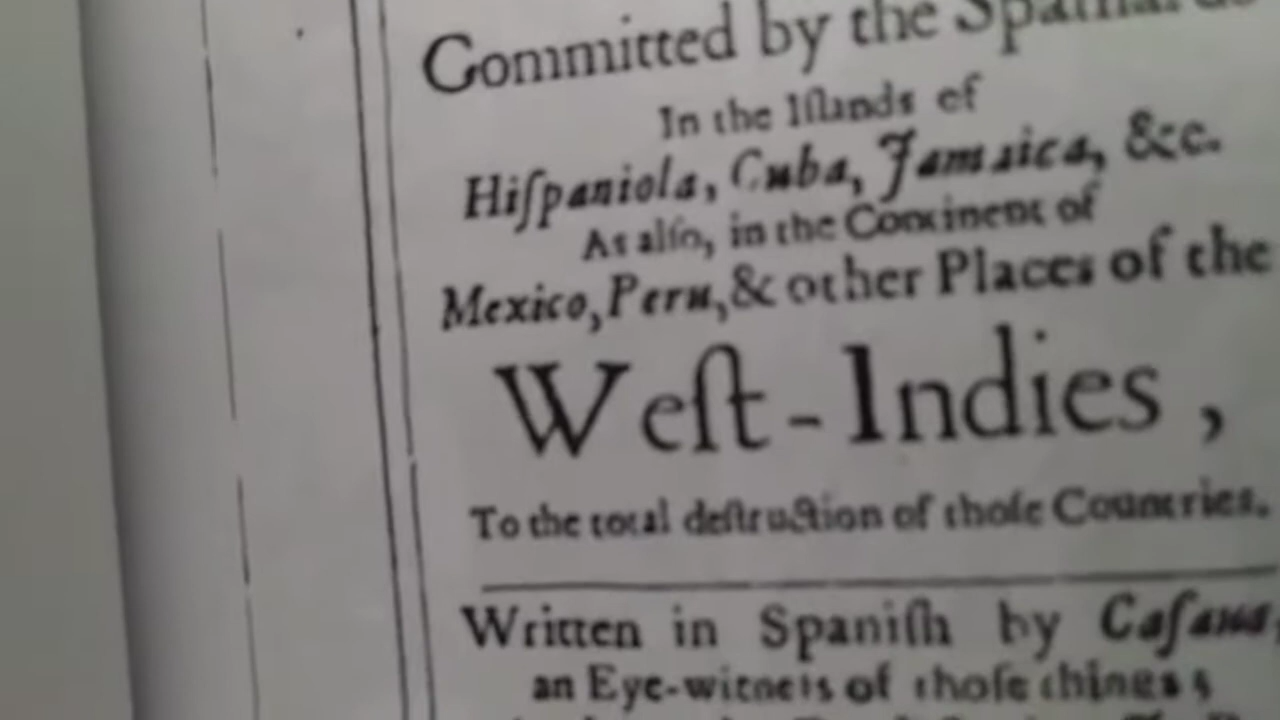 Committed by the Spaniards
In the Iſlands of
Hiſpaniola, Cuba, Jamaica, &c.
As alſo, in the Continent of
Mexico, Peru, & other Places of the
Weſt-Indies,
To the total deſtruction of thoſe Countries.
Written in Spaniſh by Caſaus,
an Eye-witneſs of thoſe things;